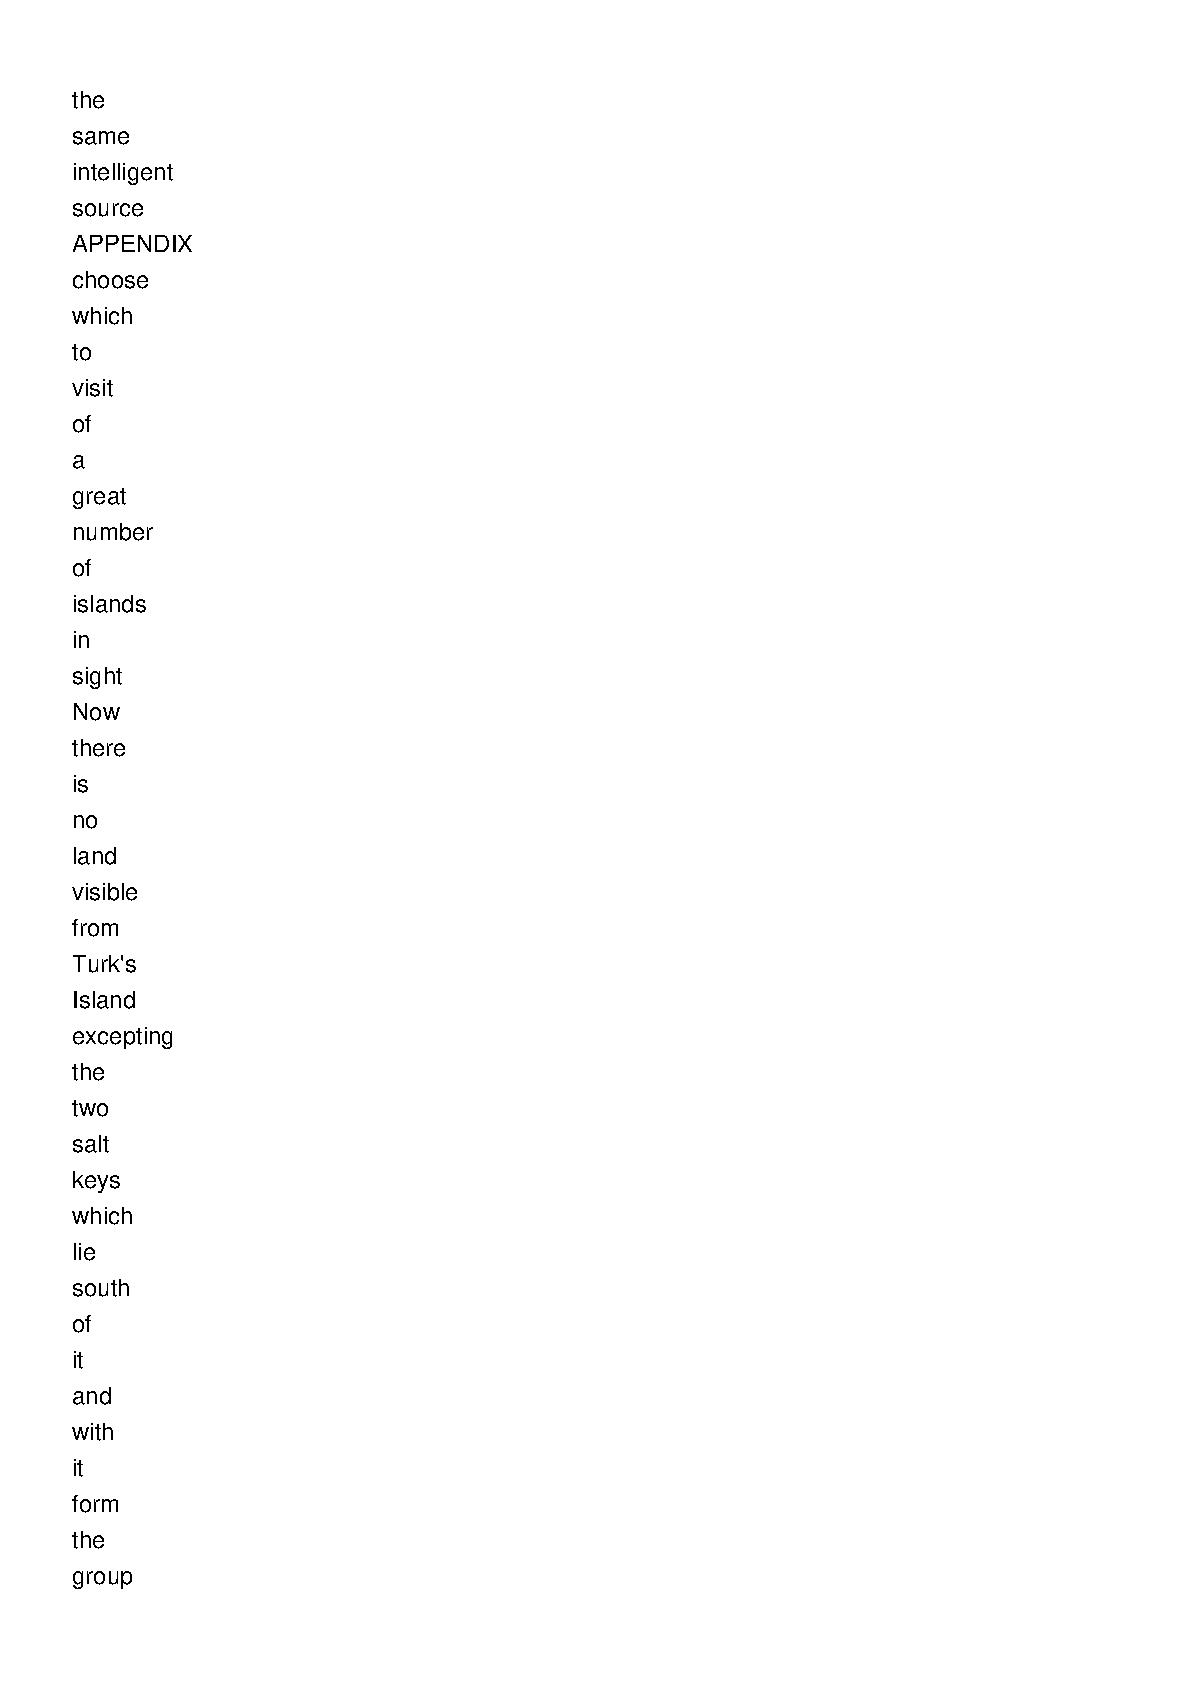 the
same
intelligent
source
APPENDIX
choose
which
to
visit
of
a
great
number
of
islands
in
sight
Now
there
is
no
land
visible
from
Turk's
Island
excepting
the
two
salt
keys
which
lie
south
of
it
and
with
it
form
the
group